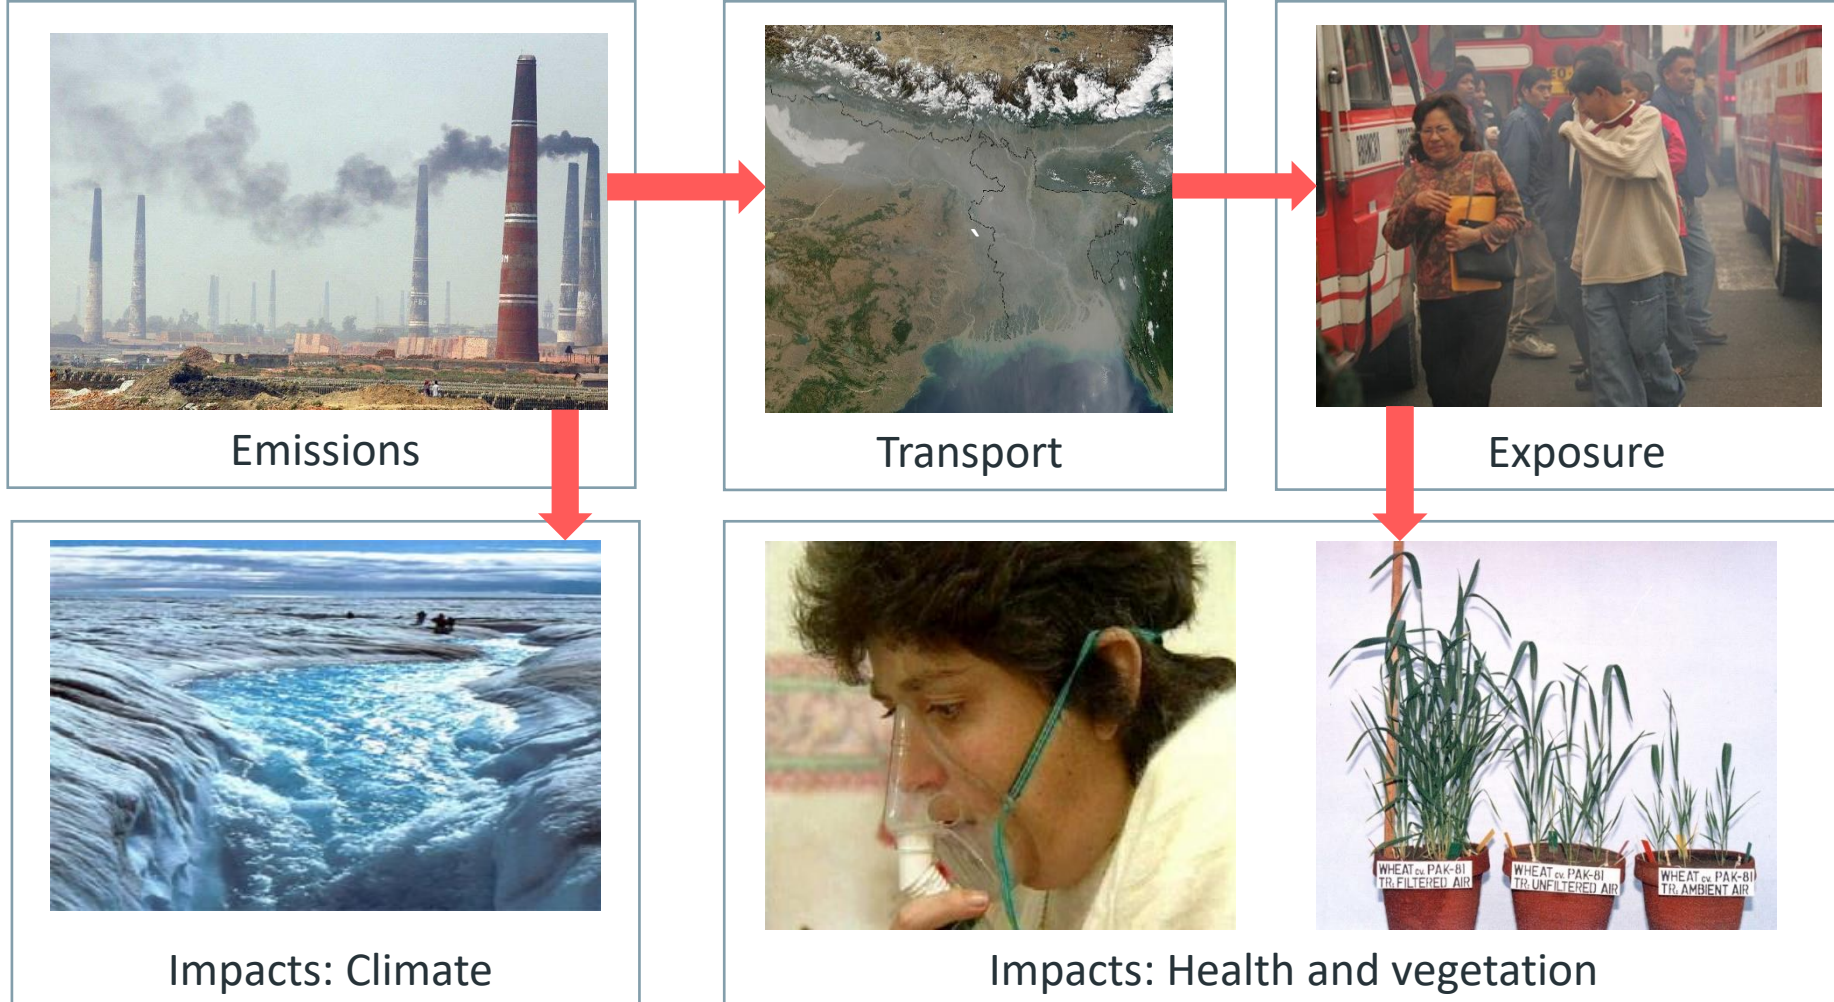 Emissions
Transport
Exposure
Impacts: Climate
WHEAT cv. PAK-81
TR. FILTERED AIR
WHEAT cv. PAK-81
TR. UNFILTERED AIR
WHEAT cv. PAK-81
TR. AMBIENT AIR
Impacts: Health and vegetation